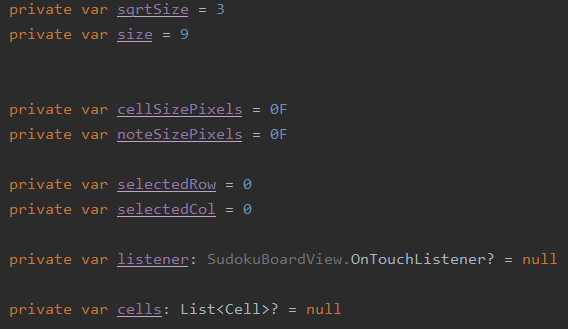 private var sqrtSize = 3
private var size = 9
private var cellSizePixels = 0F
private var noteSizePixels = 0F
private var selectedRow = 0
private var selectedCol = 0
private var listener: SudokuBoardView.OnTouchListener? = null
private var cells: List<Cell>? = null